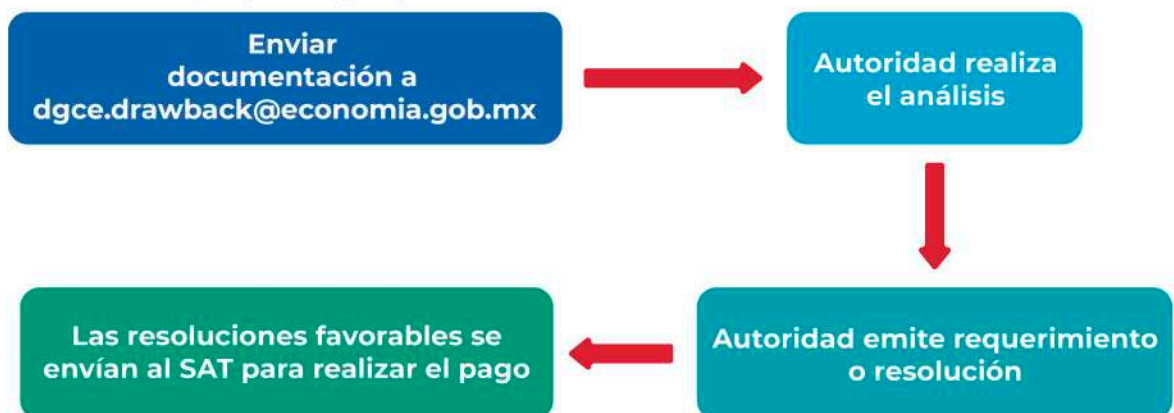 Enviar
documentación a
dgce.drawback@economia.gob.mx
Autoridad realiza
el análisis
Autoridad emite requerimiento
o resolución
Las resoluciones favorables se
envían al SAT para realizar el pago